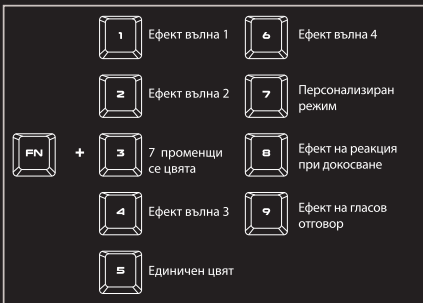 1 Ефект вълна 1
2 Ефект вълна 2
FN + 3 7 променщи
се цвята
4 Ефект вълна 3
5 Единичен цвят
6 Ефект вълна 4
7 Персонализиран
режим
8 Ефект на реакция
при докосване
9 Ефект на гласов
отговор